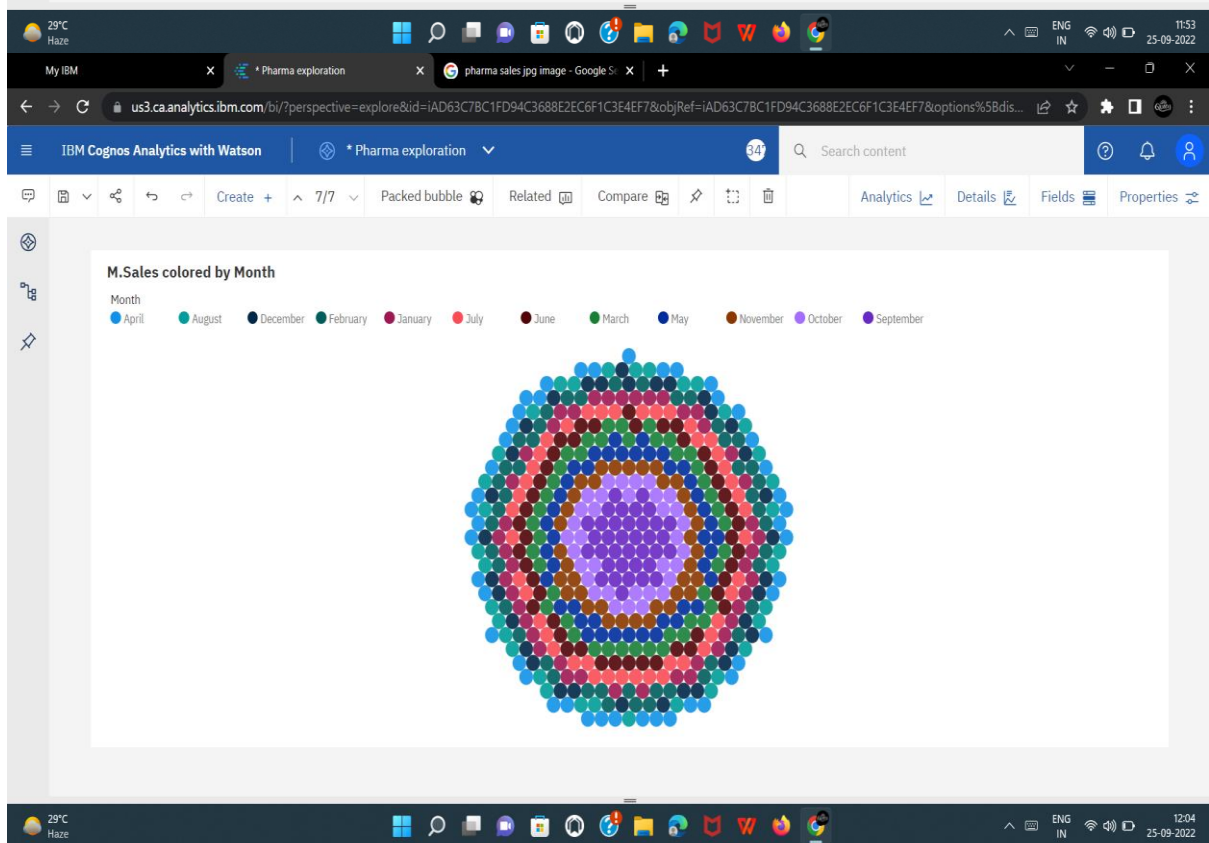 29°C
Haze
ENG
IN
11:53
25-09-2022
My IBM
* Pharma exploration
pharma sales jpg image - Google Se
us3.ca.analytics.ibm.com/bi/?perspective=explore&id=iAD63C7BC1FD94C3688E2EC6F1C3E4EF7&objRef=iAD63C7BC1FD94C3688E2EC6F1C3E4EF7&options%5Bdis...
IBM Cognos Analytics with Watson
* Pharma exploration
Search content
Create +
7/7
Packed bubble
Related
Compare
Analytics
Details
Fields
Properties
M.Sales colored by Month
Month
April August December February January July June March May November October September
29°C
Haze
ENG
IN
12:04
25-09-2022